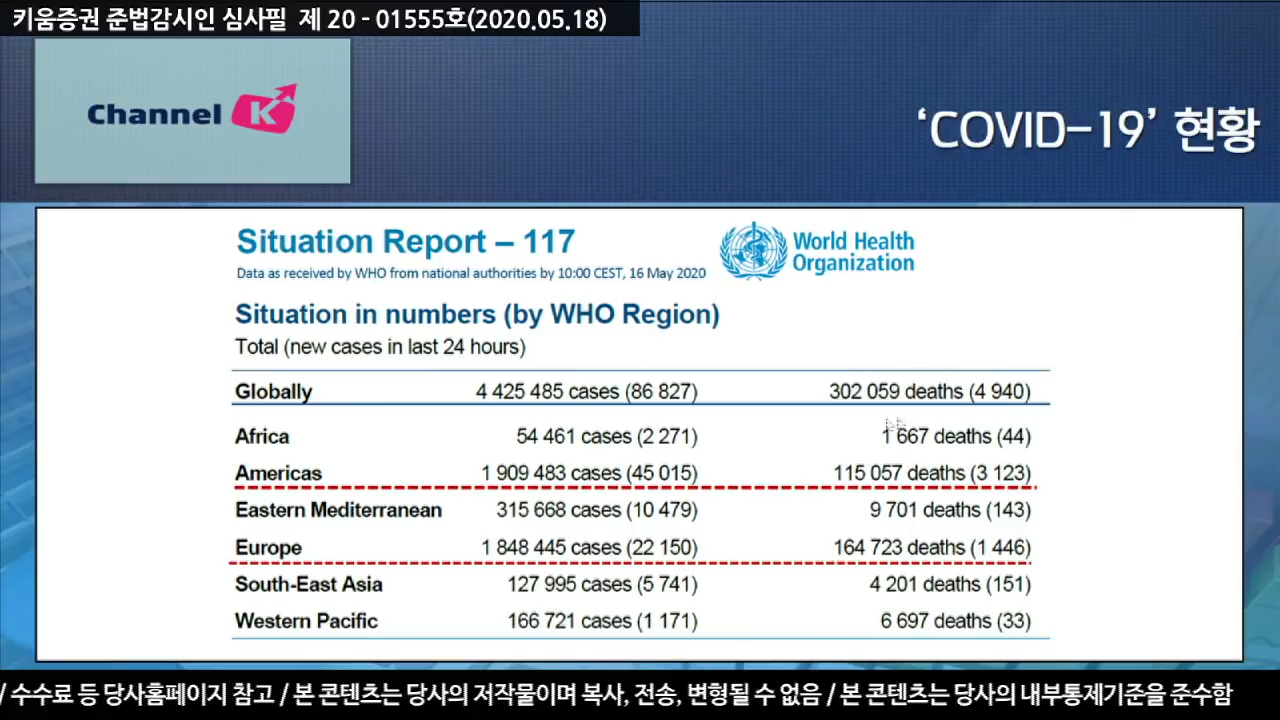 키움증권 준법감시인 심사필 제 20 - 01555호(2020.05.18)
Channel K
‘COVID-19’ 현황
Situation Report – 117
World Health
Organization
Data as received by WHO from national authorities by 10:00 CEST, 16 May 2020
Situation in numbers (by WHO Region)
Total (new cases in last 24 hours)
Globally 4 425 485 cases (86 827) 302 059 deaths (4 940)
Africa 54 461 cases (2 271) 1 667 deaths (44)
Americas 1 909 483 cases (45 015) 115 057 deaths (3 123)
Eastern Mediterranean 315 668 cases (10 479) 9 701 deaths (143)
Europe 1 848 445 cases (22 150) 164 723 deaths (1 446)
South-East Asia 127 995 cases (5 741) 4 201 deaths (151)
Western Pacific 166 721 cases (1 171) 6 697 deaths (33)
/ 수수료 등 당사홈페이지 참고 / 본 콘텐츠는 당사의 저작물이며 복사, 전송, 변형될 수 없음 / 본 콘텐츠는 당사의 내부통제기준을 준수함